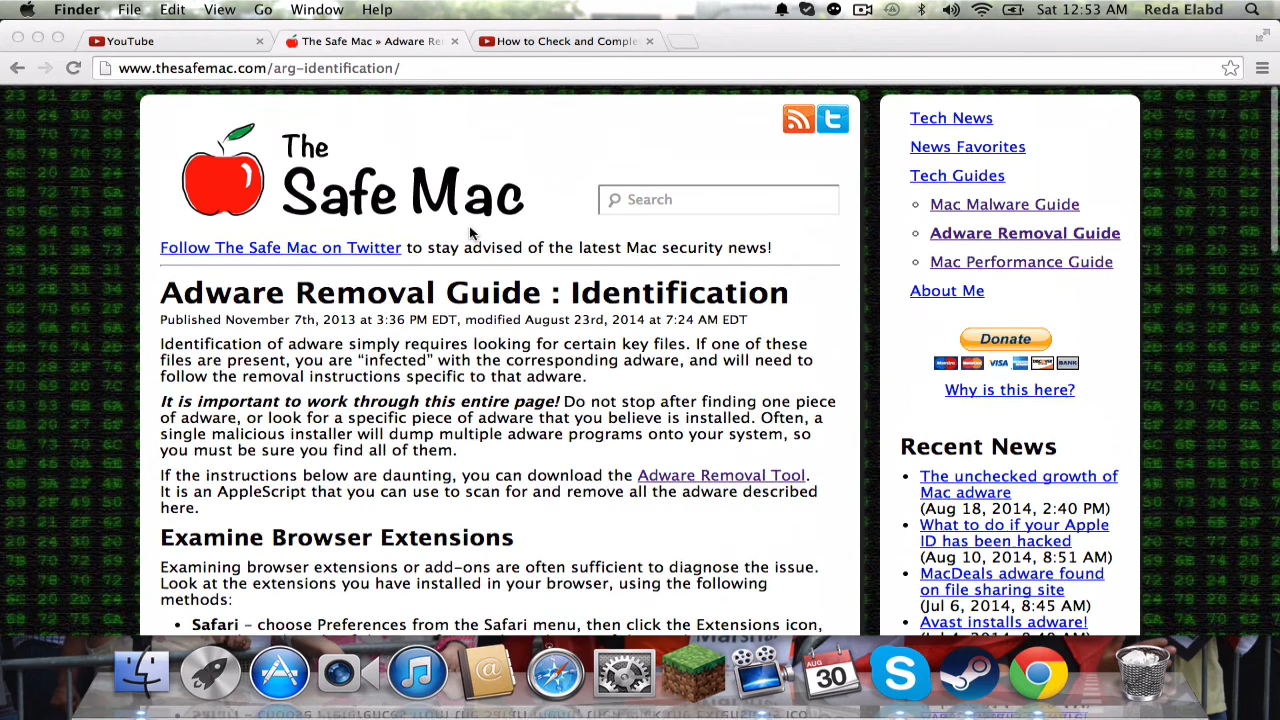 Finder File Edit View Go Window Help Sat 12:53 AM Reda Elabd
YouTube The Safe Mac » Adware Re How to Check and Comple
www.thesafemac.com/arg-identification/
The
Safe Mac
Search
Follow The Safe Mac on Twitter to stay advised of the latest Mac security news!
Adware Removal Guide : Identification
Published November 7th, 2013 at 3:36 PM EDT, modified August 23rd, 2014 at 7:24 AM EDT
Identification of adware simply requires looking for certain key files. If one of these
files are present, you are “infected” with the corresponding adware, and will need to
follow the removal instructions specific to that adware.
It is important to work through this entire page! Do not stop after finding one piece
of adware, or look for a specific piece of adware that you believe is installed. Often, a
single malicious installer will dump multiple adware programs onto your system, so
you must be sure you find all of them.
If the instructions below are daunting, you can download the Adware Removal Tool.
It is an AppleScript that you can use to scan for and remove all the adware described
here.
Examine Browser Extensions
Examining browser extensions or add-ons are often sufficient to diagnose the issue.
Look at the extensions you have installed in your browser, using the following
methods:
• Safari – choose Preferences from the Safari menu, then click the Extensions icon,
Tech News
News Favorites
Tech Guides
Mac Malware Guide
Adware Removal Guide
Mac Performance Guide
About Me
Donate
VISA
BANK
Why is this here?
Recent News
• The unchecked growth of
Mac adware
(Aug 18, 2014, 2:40 PM)
• What to do if your Apple
ID has been hacked
(Aug 10, 2014, 8:51 AM)
• MacDeals adware found
on file sharing site
(Jul 6, 2014, 8:45 AM)
• Avast installs adware!
AUG
30